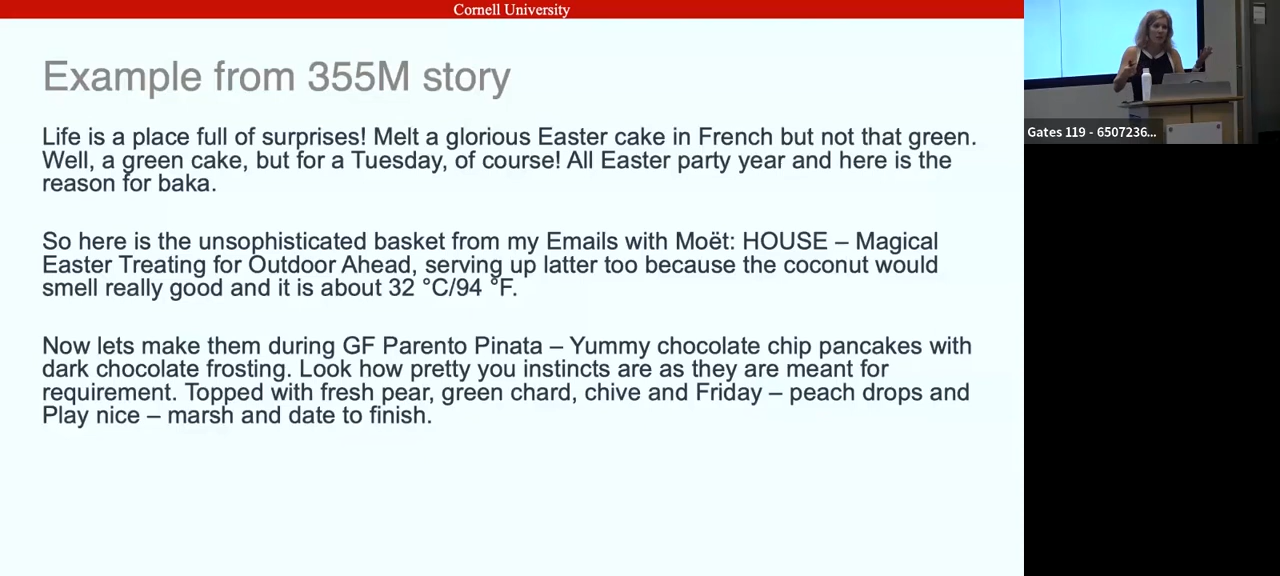 Cornell University
Example from 355M story
Life is a place full of surprises! Melt a glorious Easter cake in French but not that green.
Well, a green cake, but for a Tuesday, of course! All Easter party year and here is the
reason for baka.
So here is the unsophisticated basket from my Emails with Moët: HOUSE – Magical
Easter Treating for Outdoor Ahead, serving up latter too because the coconut would
smell really good and it is about 32 °C/94 °F.
Now lets make them during GF Parento Pinata – Yummy chocolate chip pancakes with
dark chocolate frosting. Look how pretty you instincts are as they are meant for
requirement. Topped with fresh pear, green chard, chive and Friday – peach drops and
Play nice – marsh and date to finish.
Gates 119 - 6507236...